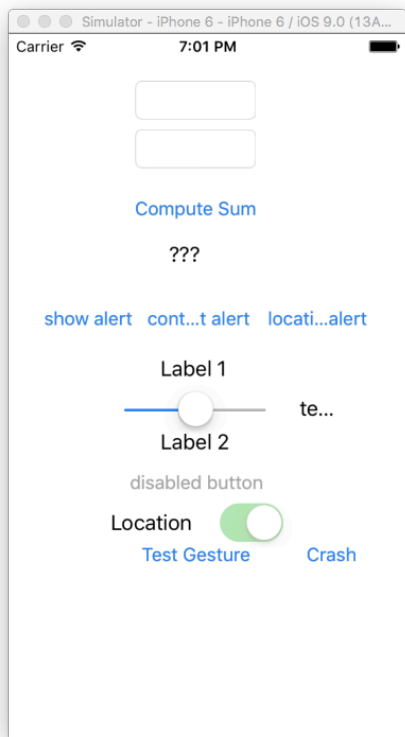 Simulator - iPhone 6 - iPhone 6 / iOS 9.0 (13A...
Carrier 7:01 PM
Compute Sum
???
show alert cont...t alert locati...alert
Label 1
te...
Label 2
disabled button
Location
Test Gesture Crash